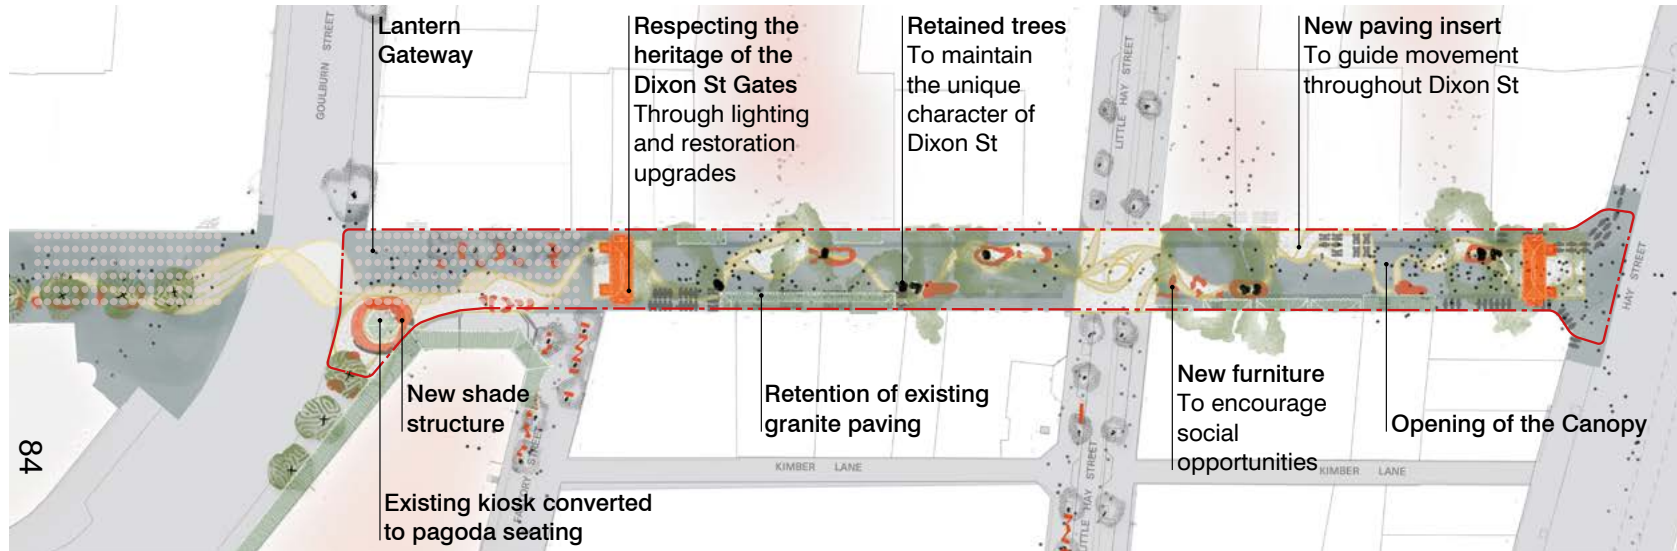 Lantern
Gateway
Respecting the
heritage of the
Dixon St Gates
Through lighting
and restoration
upgrades
Retained trees
To maintain
the unique
character of
Dixon St
New paving insert
To guide movement
throughout Dixon St
GOULBURN STREET
LITTLE HAY STREET
HAY STREET
New shade
structure
Retention of existing
granite paving
New furniture
To encourage
social
opportunities
Opening of the Canopy
Existing kiosk converted
to pagoda seating
FACTORY STREET
KIMBER LANE
LITTLE HAY STREET
KIMBER LANE
84